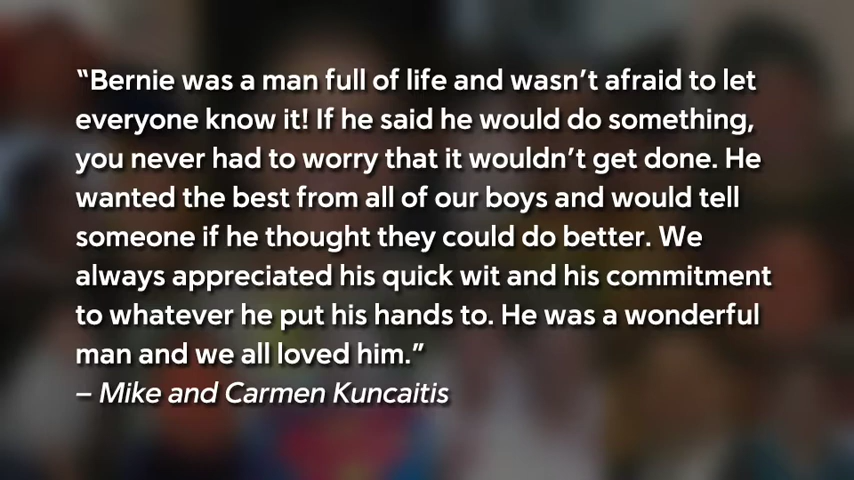 “Bernie was a man full of life and wasn’t afraid to let
everyone know it! If he said he would do something,
you never had to worry that it wouldn’t get done. He
wanted the best from all of our boys and would tell
someone if he thought they could do better. We
always appreciated his quick wit and his commitment
to whatever he put his hands to. He was a wonderful
man and we all loved him.”
– Mike and Carmen Kuncaitis